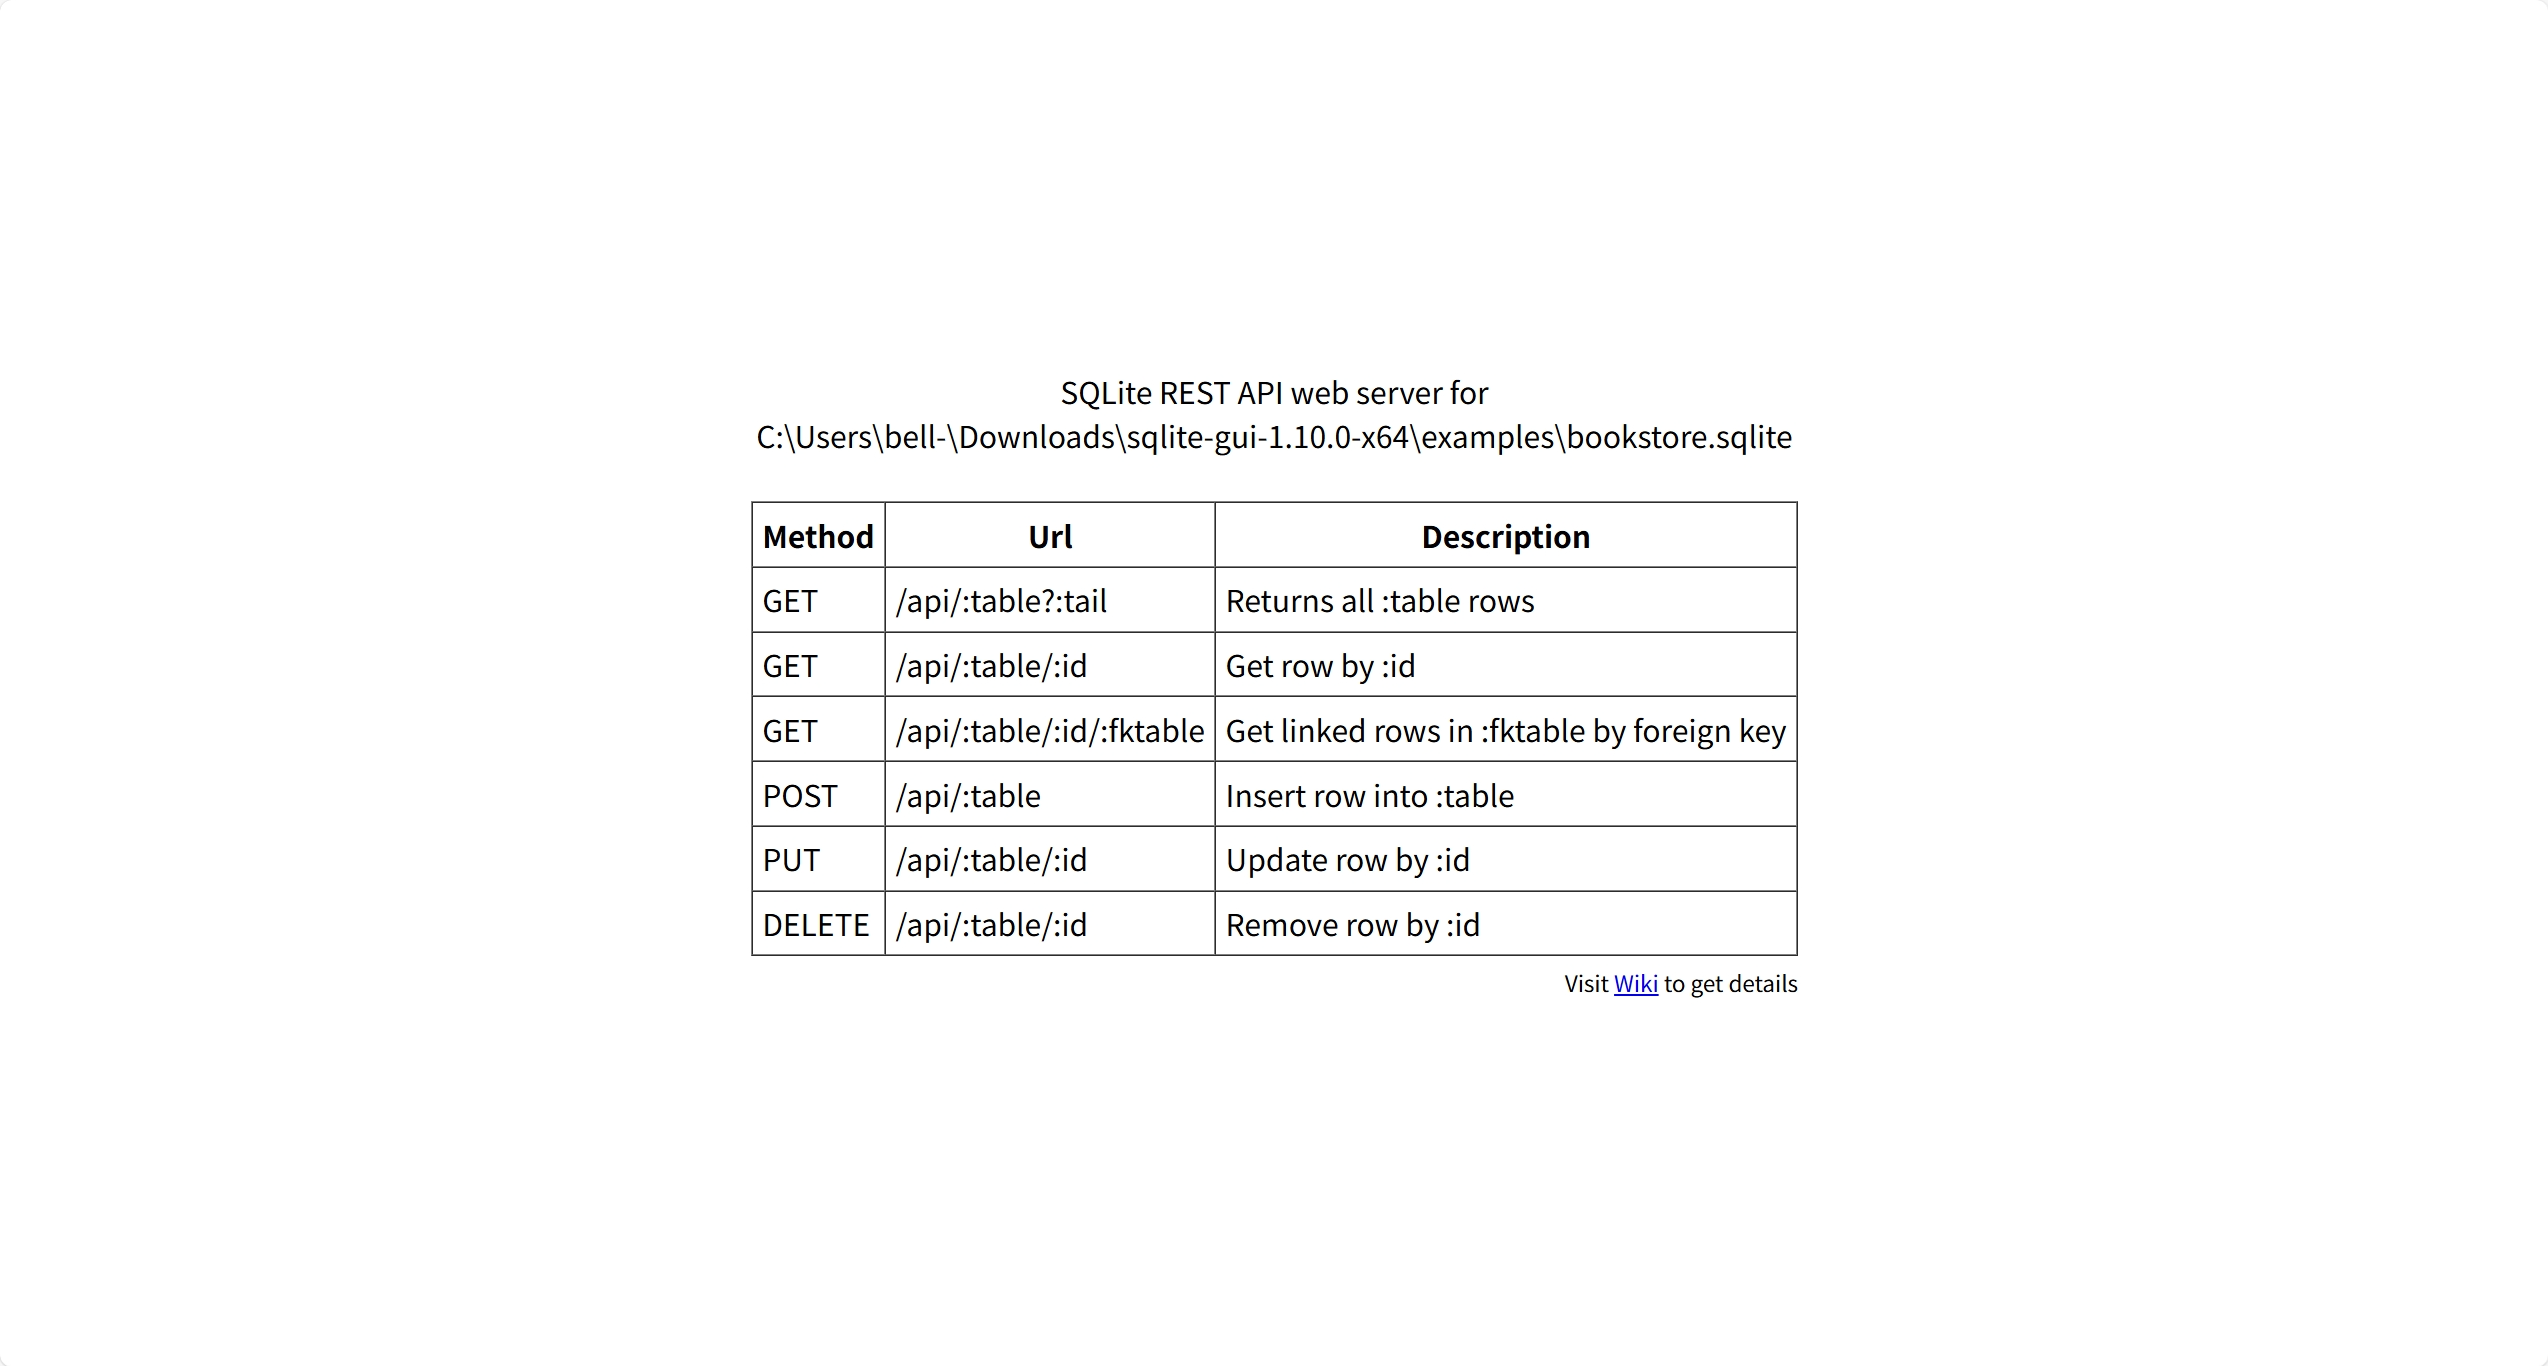 SQLite REST API web server for
C:\Users\bell-\Downloads\sqlite-gui-1.10.0-x64\examples\bookstore.sqlite
Method Url Description
GET /api/:table?:tail Returns all :table rows
GET /api/:table/:id Get row by :id
GET /api/:table/:id/:fktable Get linked rows in :fktable by foreign key
POST /api/:table Insert row into :table
PUT /api/:table/:id Update row by :id
DELETE /api/:table/:id Remove row by :id
Visit Wiki to get details